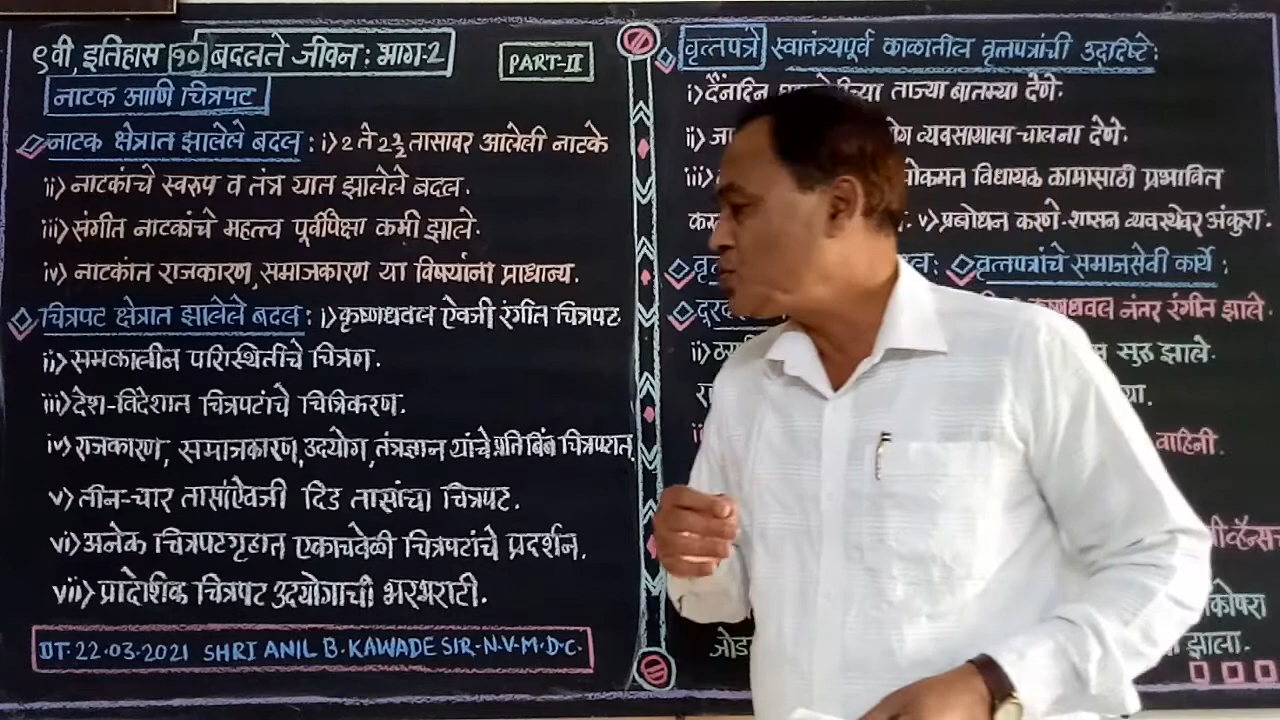 ९वी, इतिहास १० बदलते जीवन : भाग-2
PART-II
नाटक आणि चित्रपट
नाटक क्षेत्रात झालेले बदल : i) 2 ते 2½ तासावर आलेली नाटके
ii) नाटकांचे स्वरुप व तंत्र यात झालेले बदल.
iii) संगीत नाटकांचे महत्त्व पूर्वीपेक्षा कमी झाले.
iv) नाटकांत राजकारण, समाजकारण या विषयांना प्राधान्य.
चित्रपट क्षेत्रात झालेले बदल : i) कृष्णधवल ऐवजी रंगीत चित्रपट
ii) समकालीन परिस्थितीचे चित्रण.
iii) देश-विदेशात चित्रपटांचे चित्रिकरण.
iv) राजकारण, समाजकारण, उदयोग, तंत्रज्ञान यांचे प्रतिबिंब चित्रपटात.
v) तीन-चार तासांऐवजी दिड तासांचा चित्रपट.
vi) अनेक चित्रपटगृहात एकाचवेळी चित्रपटांचे प्रदर्शन.
vii) प्रादेशिक चित्रपट उदयोगाची भरभराटी.
DT. 22.03.2021 SHRI ANIL B. KAWADE SIR. N.V.M.D.C.
वृत्तपत्रे स्वातंत्र्यपूर्व काळातील वृत्तपत्रांची उदादिष्टे :
i) दैनंदिन ताज्या बातम्या देणे.
ii) व्यवसायाला चालना देणे.
iii) लोकमत विधायक कामासाठी प्रभावित
v) प्रबोधन करणे-शासन व्यवस्थेवर अंकुश.
वृत्तपत्रांचे समाजसेवी कार्ये :
कृष्णधवल नंतर रंगीत झाले.
ii) सुरु झाले.
वाहिनी.
झाला.